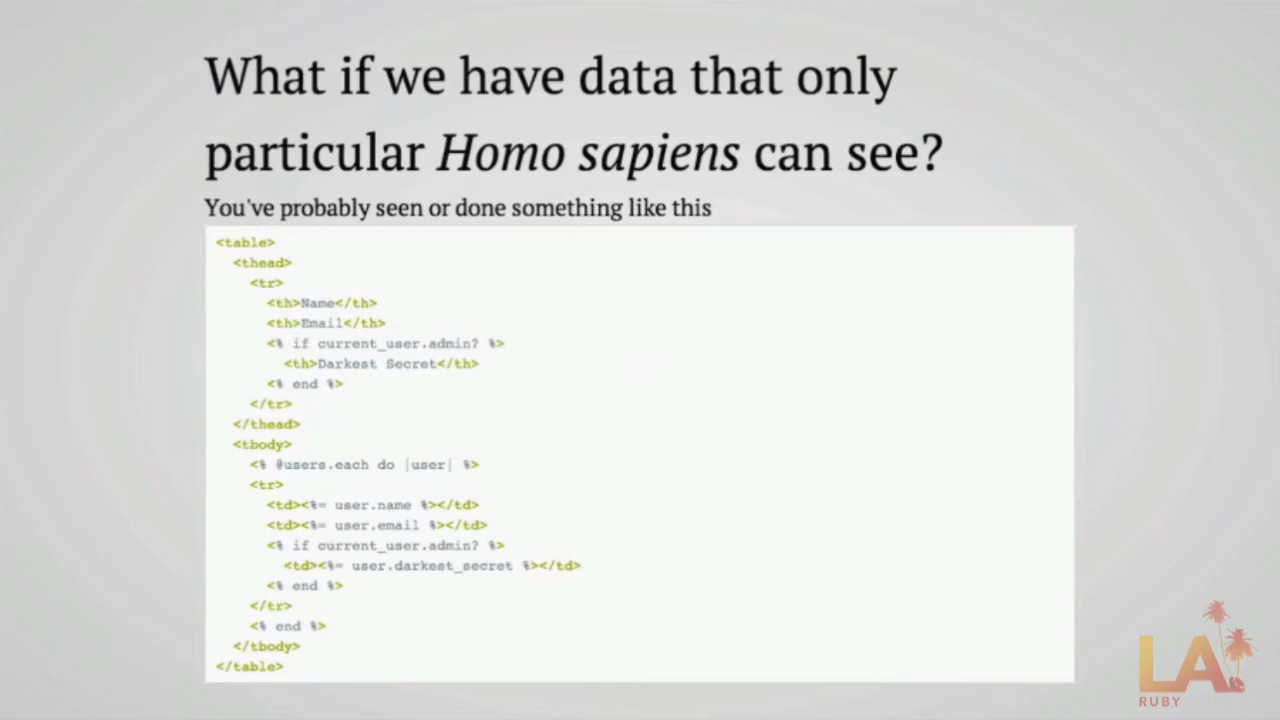 What if we have data that only
particular Homo sapiens can see?
You've probably seen or done something like this
<table>
  <thead>
    <tr>
      <th>Name</th>
      <th>Email</th>
      <% if current_user.admin? %>
        <th>Darkest Secret</th>
      <% end %>
    </tr>
  </thead>
  <tbody>
    <% @users.each do |user| %>
    <tr>
      <td><%= user.name %></td>
      <td><%= user.email %></td>
      <% if current_user.admin? %>
        <td><%= user.darkest_secret %></td>
      <% end %>
    </tr>
    <% end %>
  </tbody>
</table>
LA
RUBY